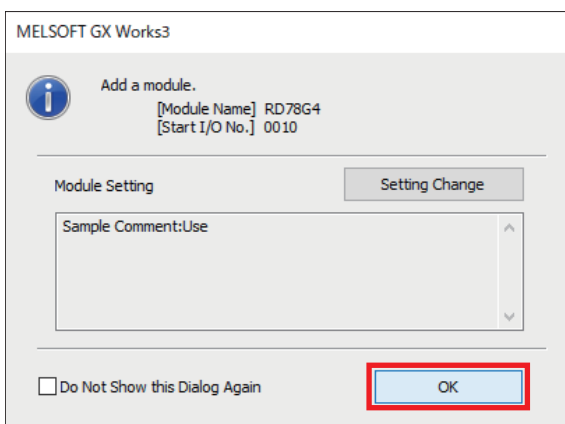 MELSOFT GX Works3
Add a module.
[Module Name] RD78G4
[Start I/O No.] 0010
Module Setting
Setting Change
Sample Comment:Use
Do Not Show this Dialog Again
OK